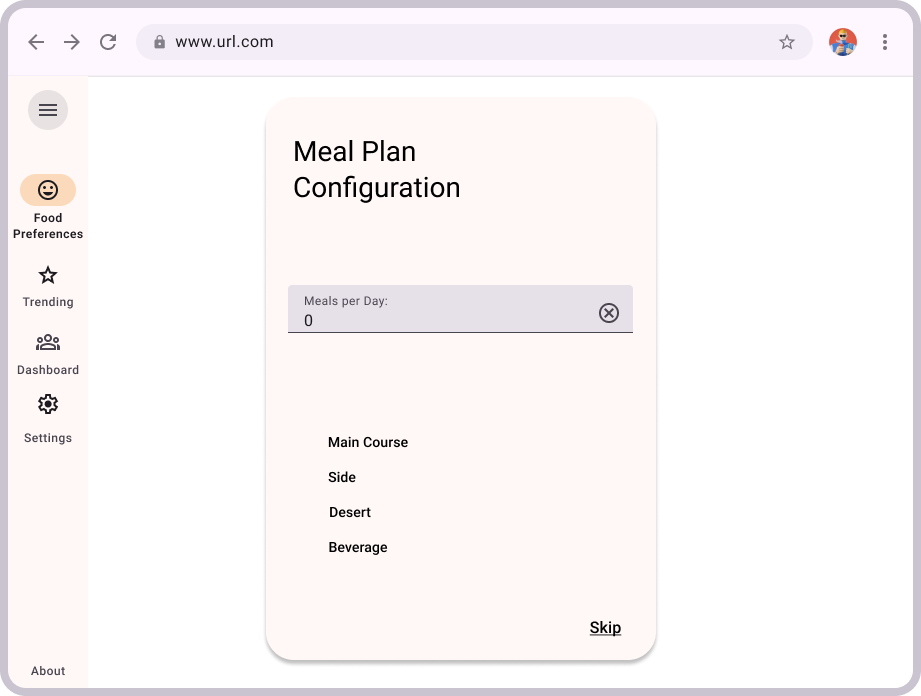 www.url.com
Food
Preferences
Trending
Dashboard
Settings
About
Meal Plan
Configuration
Meals per Day:
0
Main Course
Side
Desert
Beverage
Skip